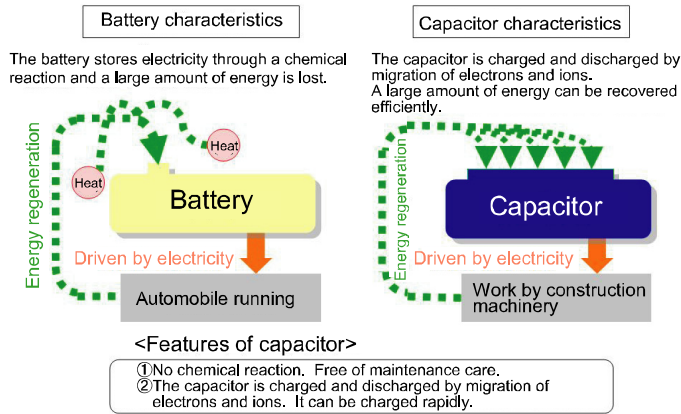 Battery characteristics
Capacitor characteristics
The battery stores electricity through a chemical
reaction and a large amount of energy is lost.
The capacitor is charged and discharged by
migration of electrons and ions.
A large amount of energy can be recovered
efficiently.
Energy regeneration
Heat
Heat
Battery
Driven by electricity
Automobile running
Energy regeneration
Capacitor
Driven by electricity
Work by construction
machinery
<Features of capacitor>
①No chemical reaction. Free of maintenance care.
②The capacitor is charged and discharged by migration of
electrons and ions. It can be charged rapidly.